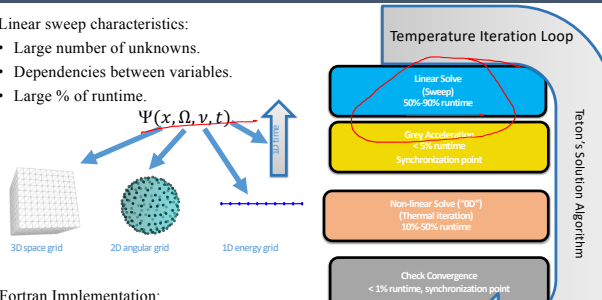 Linear sweep characteristics:
• Large number of unknowns.
• Dependencies between variables.
• Large % of runtime.
Ψ(x,Ω,ν,t)
1D time
3D space grid
2D angular grid
1D energy grid
Fortran Implementation:
Temperature Iteration Loop
Linear Solve
(Sweep)
50%-90% runtime
Grey Acceleration
< 5% runtime
Synchronization point
Non-linear Solve ("0D")
(Thermal iteration)
10%-50% runtime
Check Convergence
< 1% runtime, synchronization point
Teton's Solution Algorithm